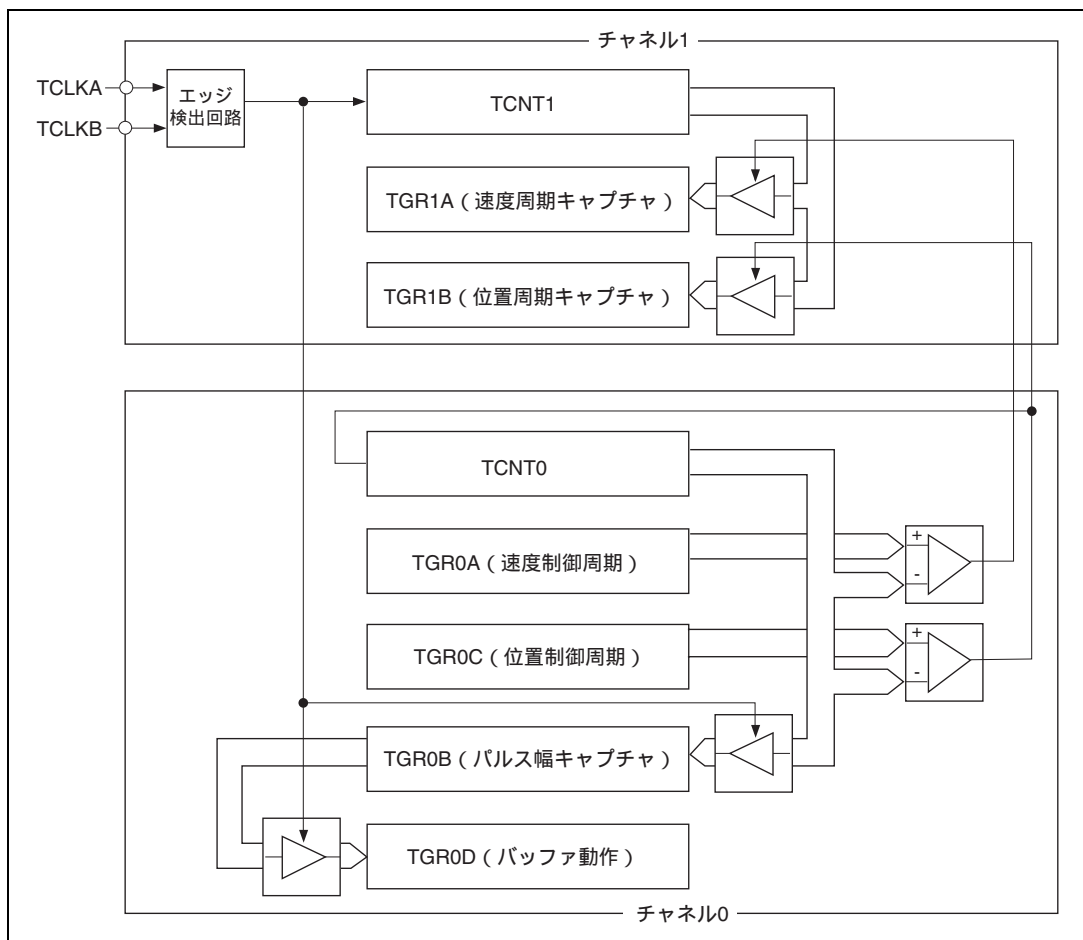 チャネル1
TCLKA
TCLKB
エッジ
検出回路
TCNT1
TGR1A(速度周期キャプチャ)
TGR1B(位置周期キャプチャ)
TCNT0
TGR0A(速度制御周期)
+
-
TGR0C(位置制御周期)
+
-
TGR0B(パルス幅キャプチャ)
TGR0D(バッファ動作)
チャネル0